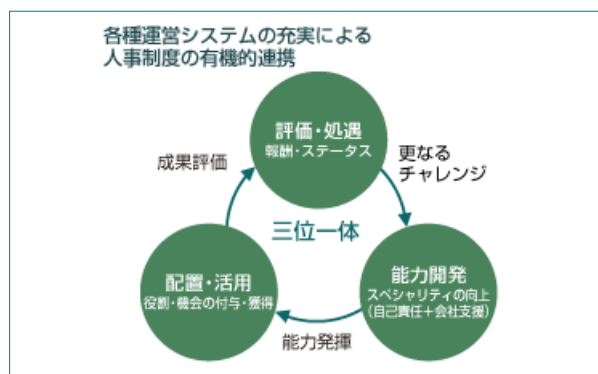 各種運営システムの充実による
人事制度の有機的連携
評価・処遇
報酬・ステータス
成果評価
更なる
チャレンジ
三位一体
配置・活用
役割・機会の付与・獲得
能力開発
スペシャリティの向上
（自己責任＋会社支援）
能力発揮